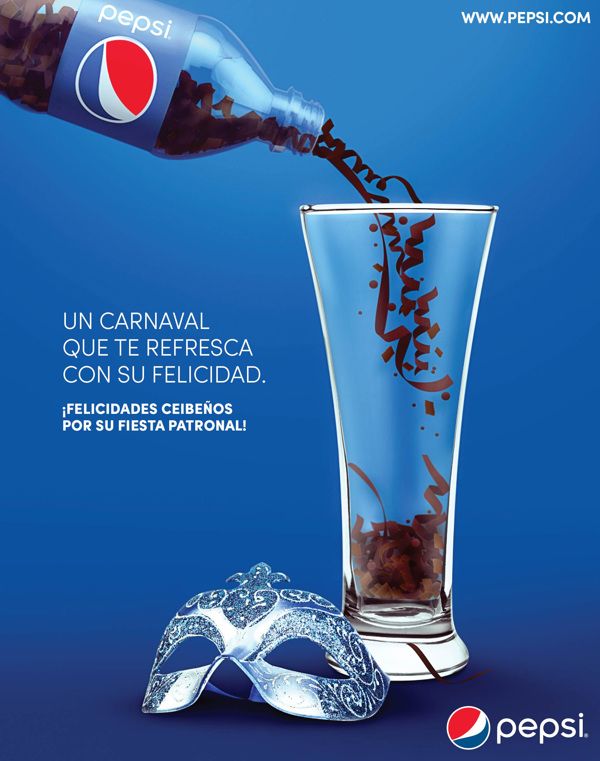 WWW.PEPSI.COM
pepsi
UN CARNAVAL
QUE TE REFRESCA
CON SU FELICIDAD.
¡FELICIDADES CEIBEÑOS
POR SU FIESTA PATRONAL!
pepsi